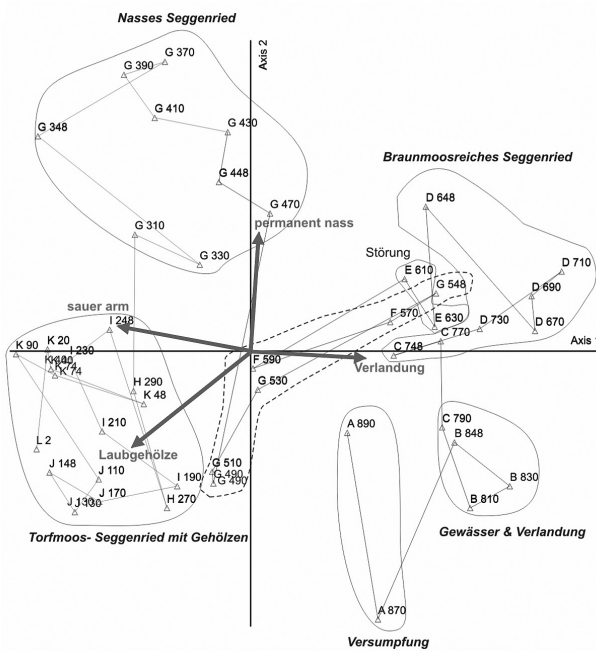 Nasses Seggenried
G 370
G 390
Axis 2
G 410
G 430
G 348
G 448
Braunmoosreiches Seggenried
D 648
G 470
permanent nass
G 310
Störung
G 330
E 610
D 710
G 548
D 690
sauer arm
I 248
F 570
E 630
D 730
D 670
C 770
K 90
K 20
I 230
C 748
Axis 1
K 74
F 590
Verlandung
H 290
G 530
K 48
I 210
A 890
C 790
L 2
Laubgehölze
B 848
J 148
G 510
J 110
I 190
G 490
G 490
B 830
J 170
J 130
H 270
B 810
Torfmoos- Seggenried mit Gehölzen
Gewässer & Verlandung
A 870
Versumpfung